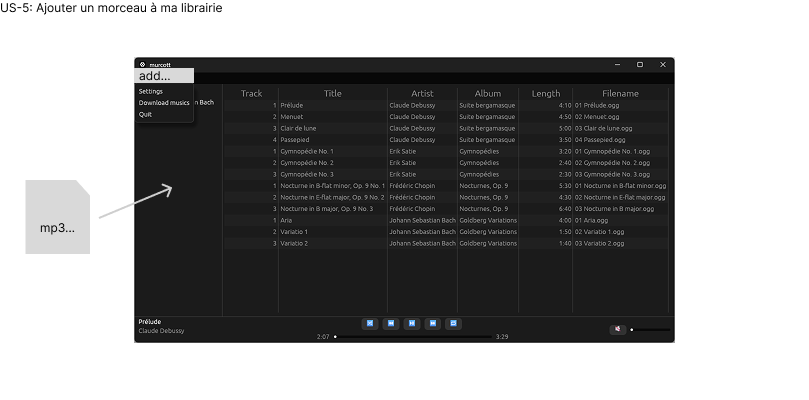 US-5: Ajouter un morceau à ma librairie
murcott
add...
Settings
Download musics
Quit
n Bach
Track Title Artist Album Length Filename
1 Prélude Claude Debussy Suite bergamasque 4:10 01 Prélude.ogg
2 Menuet Claude Debussy Suite bergamasque 4:50 02 Menuet.ogg
3 Clair de lune Claude Debussy Suite bergamasque 5:00 03 Clair de lune.ogg
4 Passepied Claude Debussy Suite bergamasque 3:50 04 Passepied.ogg
1 Gymnopédie No. 1 Erik Satie Gymnopédies 3:20 01 Gymnopédie No. 1.ogg
2 Gymnopédie No. 2 Erik Satie Gymnopédies 2:40 02 Gymnopédie No. 2.ogg
3 Gymnopédie No. 3 Erik Satie Gymnopédies 2:30 03 Gymnopédie No. 3.ogg
1 Nocturne in B-flat minor, Op. 9 No. 1 Frédéric Chopin Nocturnes, Op. 9 5:30 01 Nocturne in B-flat minor.ogg
2 Nocturne in E-flat major, Op. 9 No. 2 Frédéric Chopin Nocturnes, Op. 9 4:30 02 Nocturne in E-flat major.ogg
3 Nocturne in B major, Op. 9 No. 3 Frédéric Chopin Nocturnes, Op. 9 6:40 03 Nocturne in B major.ogg
1 Aria Johann Sebastian Bach Goldberg Variations 4:00 01 Aria.ogg
2 Variatio 1 Johann Sebastian Bach Goldberg Variations 1:50 02 Variatio 1.ogg
3 Variatio 2 Johann Sebastian Bach Goldberg Variations 1:40 03 Variatio 2.ogg
mp3...
Prélude
Claude Debussy
2:07 3:29